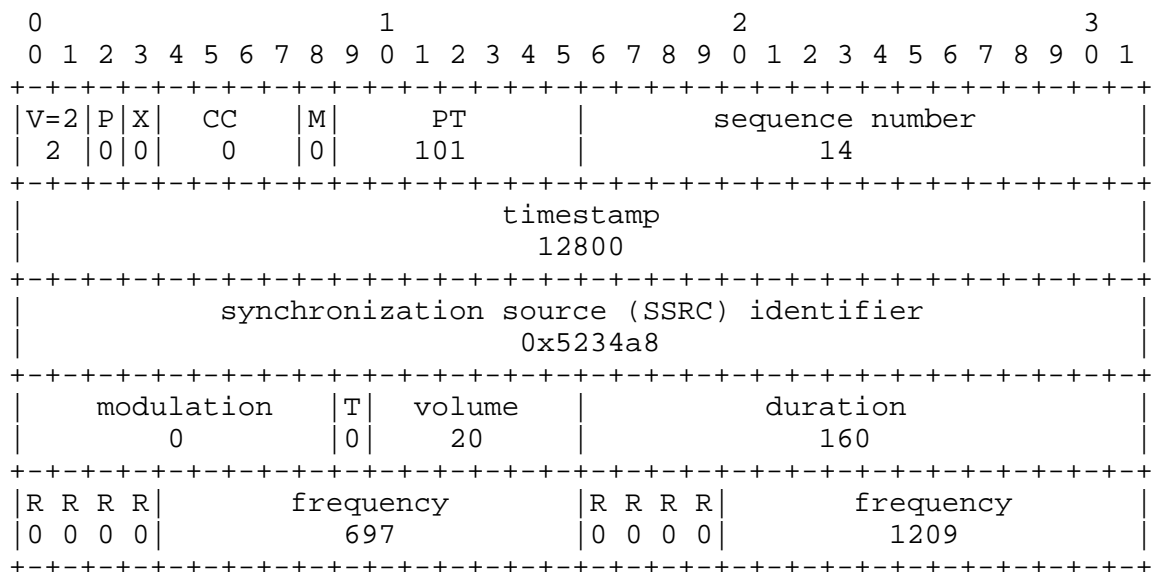 0                   1                   2                   3
 0 1 2 3 4 5 6 7 8 9 0 1 2 3 4 5 6 7 8 9 0 1 2 3 4 5 6 7 8 9 0 1
+-+-+-+-+-+-+-+-+-+-+-+-+-+-+-+-+-+-+-+-+-+-+-+-+-+-+-+-+-+-+-+-+
|V=2|P|X|  CC   |M|     PT      |       sequence number         |
| 2 |0|0|   0   |0|    101      |             14                |
+-+-+-+-+-+-+-+-+-+-+-+-+-+-+-+-+-+-+-+-+-+-+-+-+-+-+-+-+-+-+-+-+
|                           timestamp                           |
|                             12800                             |
+-+-+-+-+-+-+-+-+-+-+-+-+-+-+-+-+-+-+-+-+-+-+-+-+-+-+-+-+-+-+-+-+
|           synchronization source (SSRC) identifier            |
|                            0x5234a8                           |
+-+-+-+-+-+-+-+-+-+-+-+-+-+-+-+-+-+-+-+-+-+-+-+-+-+-+-+-+-+-+-+-+
|    modulation   |T|  volume   |          duration             |
|        0        |0|    20     |             160               |
+-+-+-+-+-+-+-+-+-+-+-+-+-+-+-+-+-+-+-+-+-+-+-+-+-+-+-+-+-+-+-+-+
|R R R R|       frequency       |R R R R|       frequency       |
|0 0 0 0|          697          |0 0 0 0|         1209          |
+-+-+-+-+-+-+-+-+-+-+-+-+-+-+-+-+-+-+-+-+-+-+-+-+-+-+-+-+-+-+-+-+